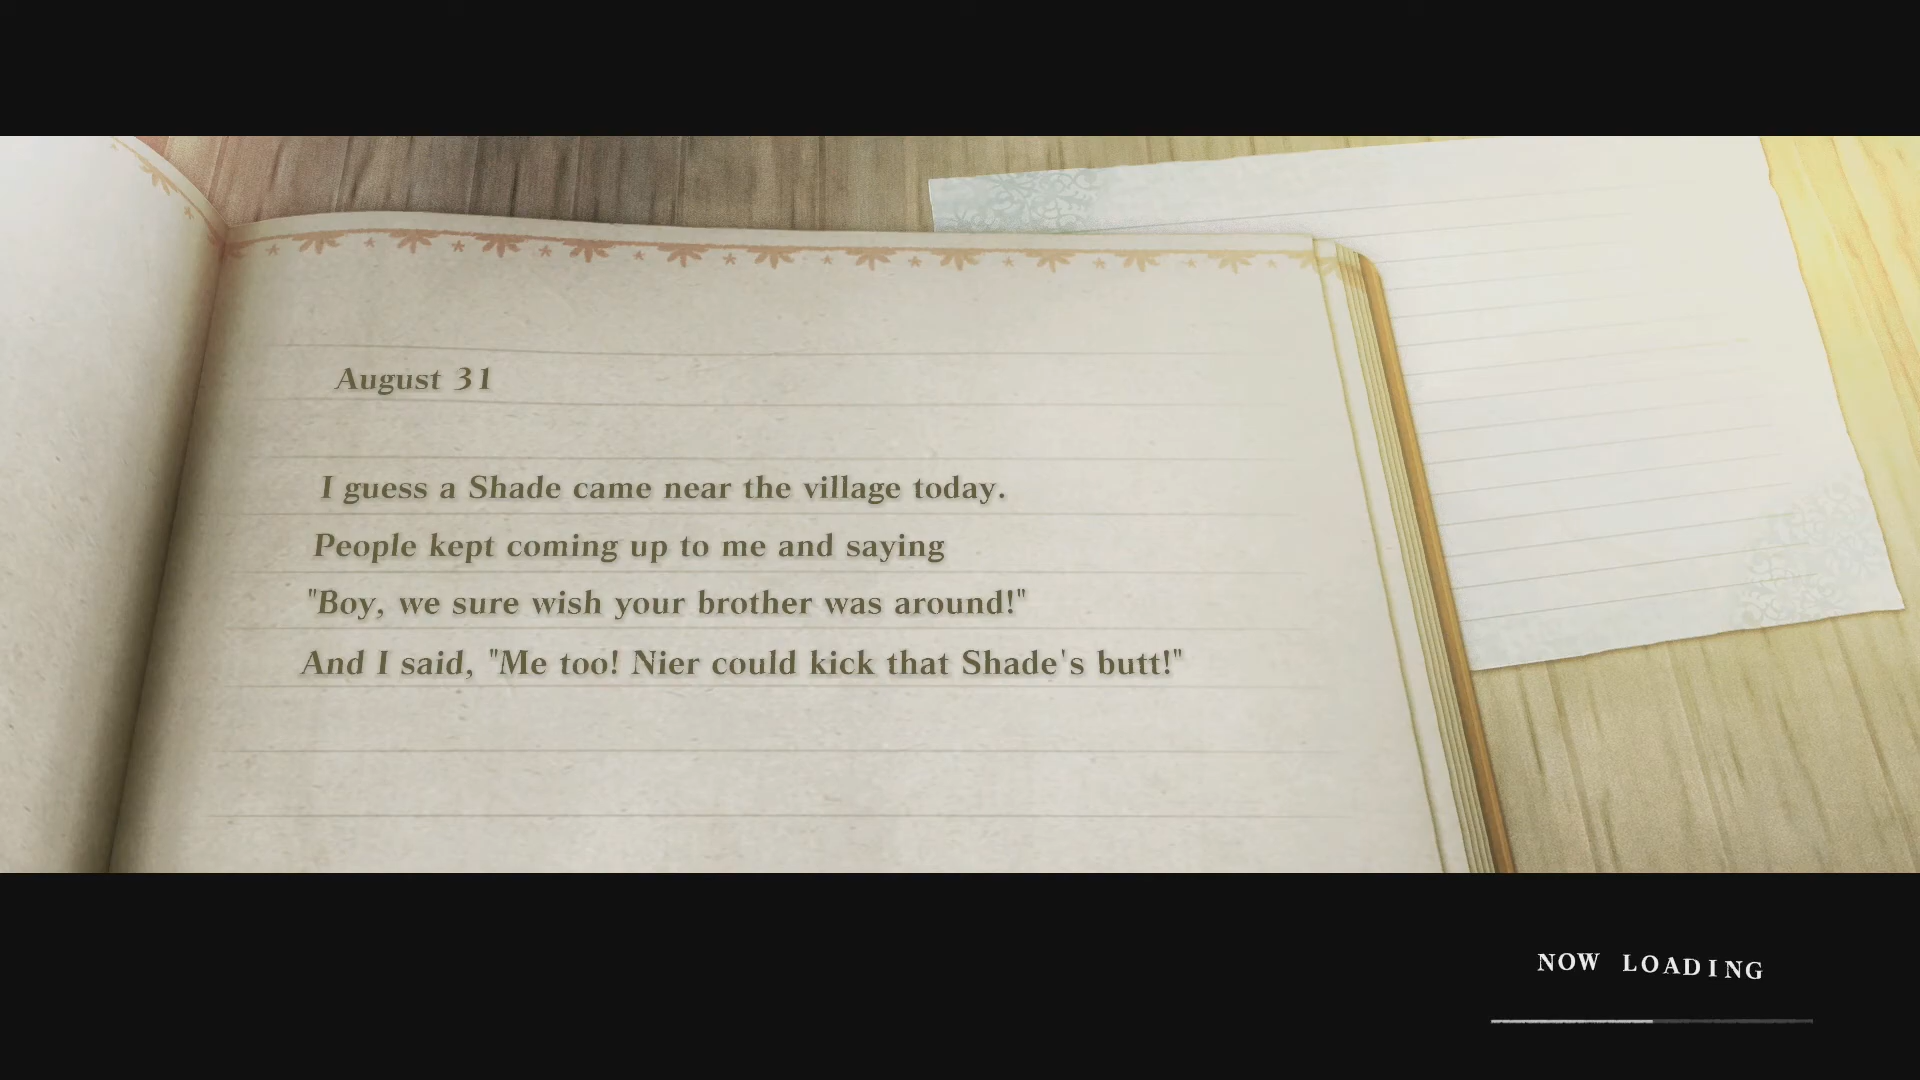 August 31
I guess a Shade came near the village today.
People kept coming up to me and saying
"Boy, we sure wish your brother was around!"
And I said, "Me too! Nier could kick that Shade's butt!"
NOW LOADING